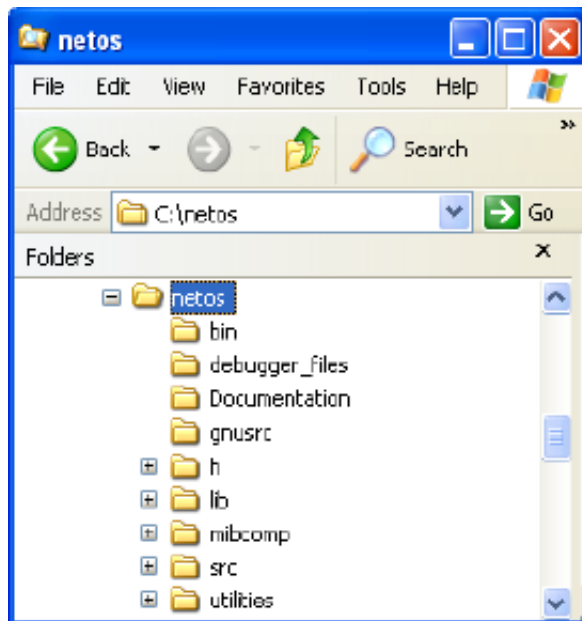 netos
File Edit View Favorites Tools Help
Back Search »
Address C:\netos Go
Folders x
netos
bin
debugger_files
Documentation
gnusrc
h
lib
mibcomp
src
utilities